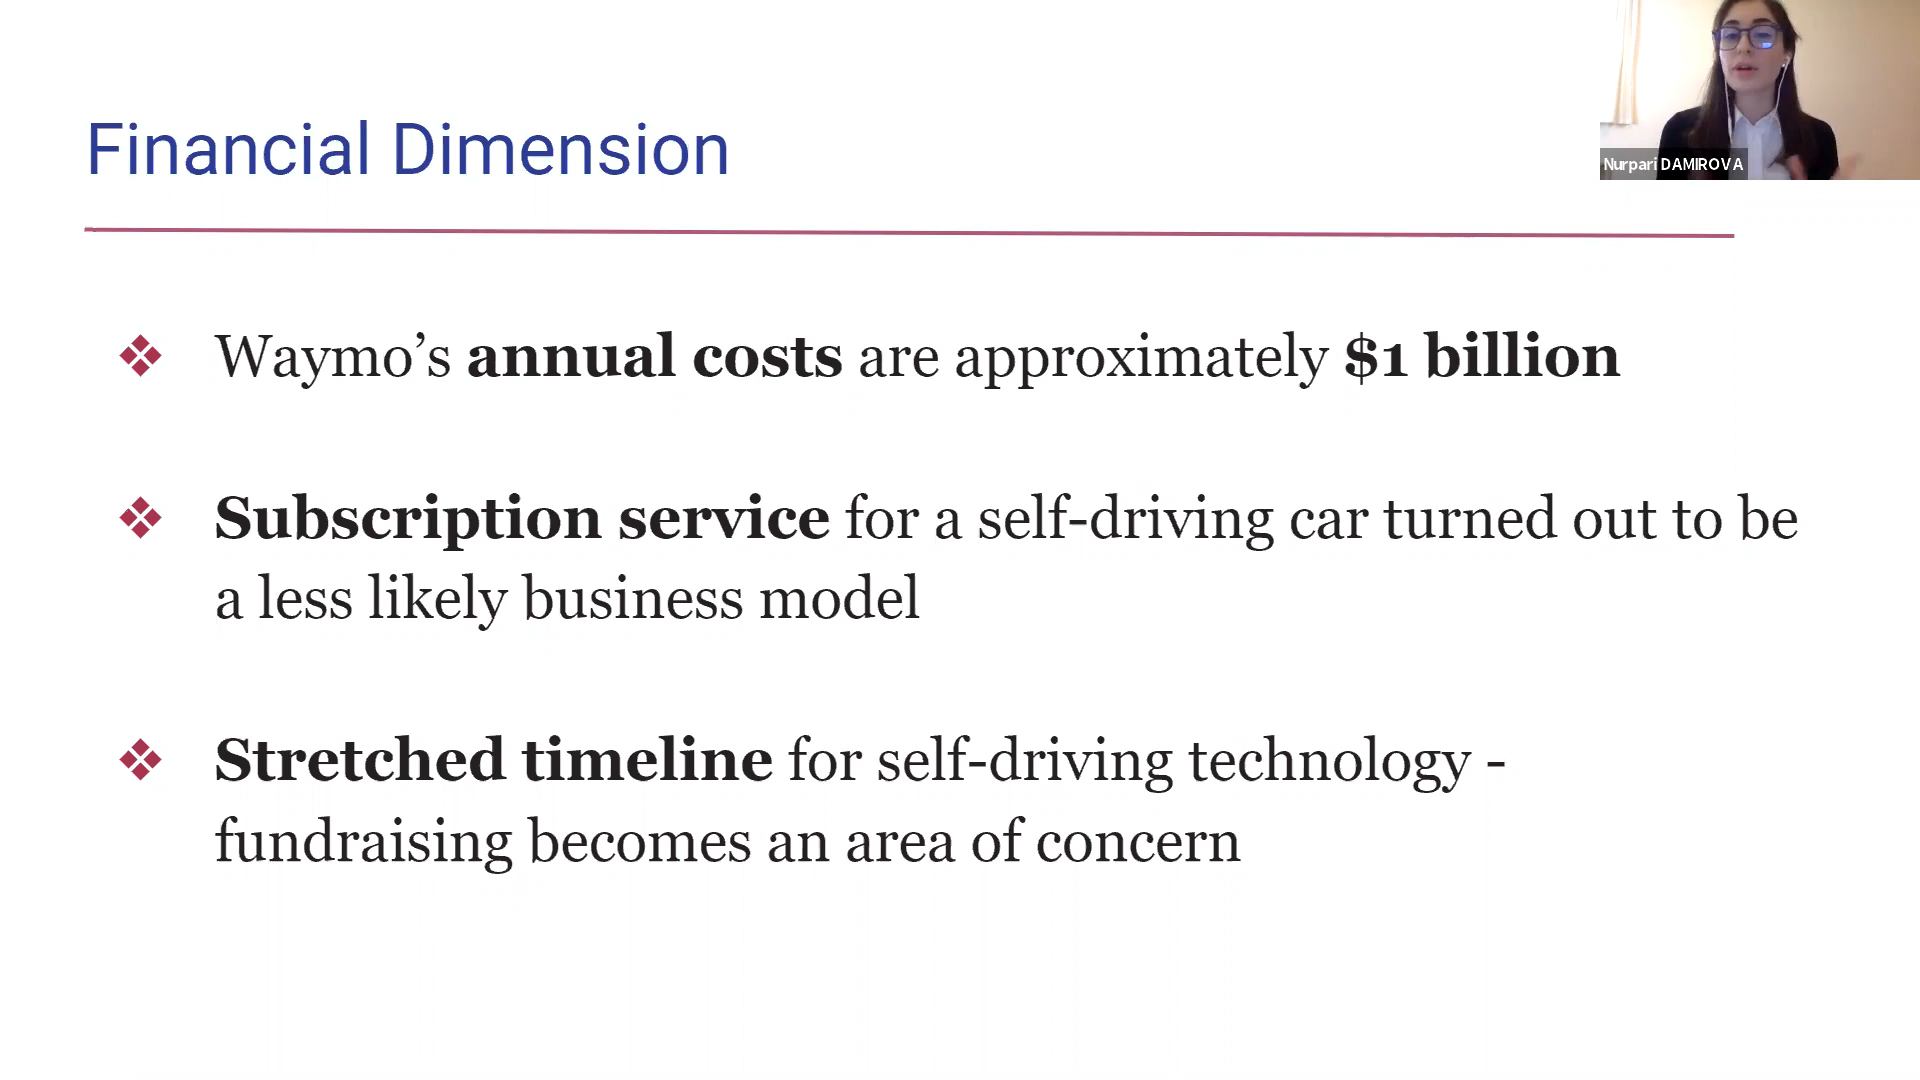 Financial Dimension
Nurpari DAMIROVA
❖ Waymo’s annual costs are approximately $1 billion
❖ Subscription service for a self-driving car turned out to be
a less likely business model
❖ Stretched timeline for self-driving technology -
fundraising becomes an area of concern